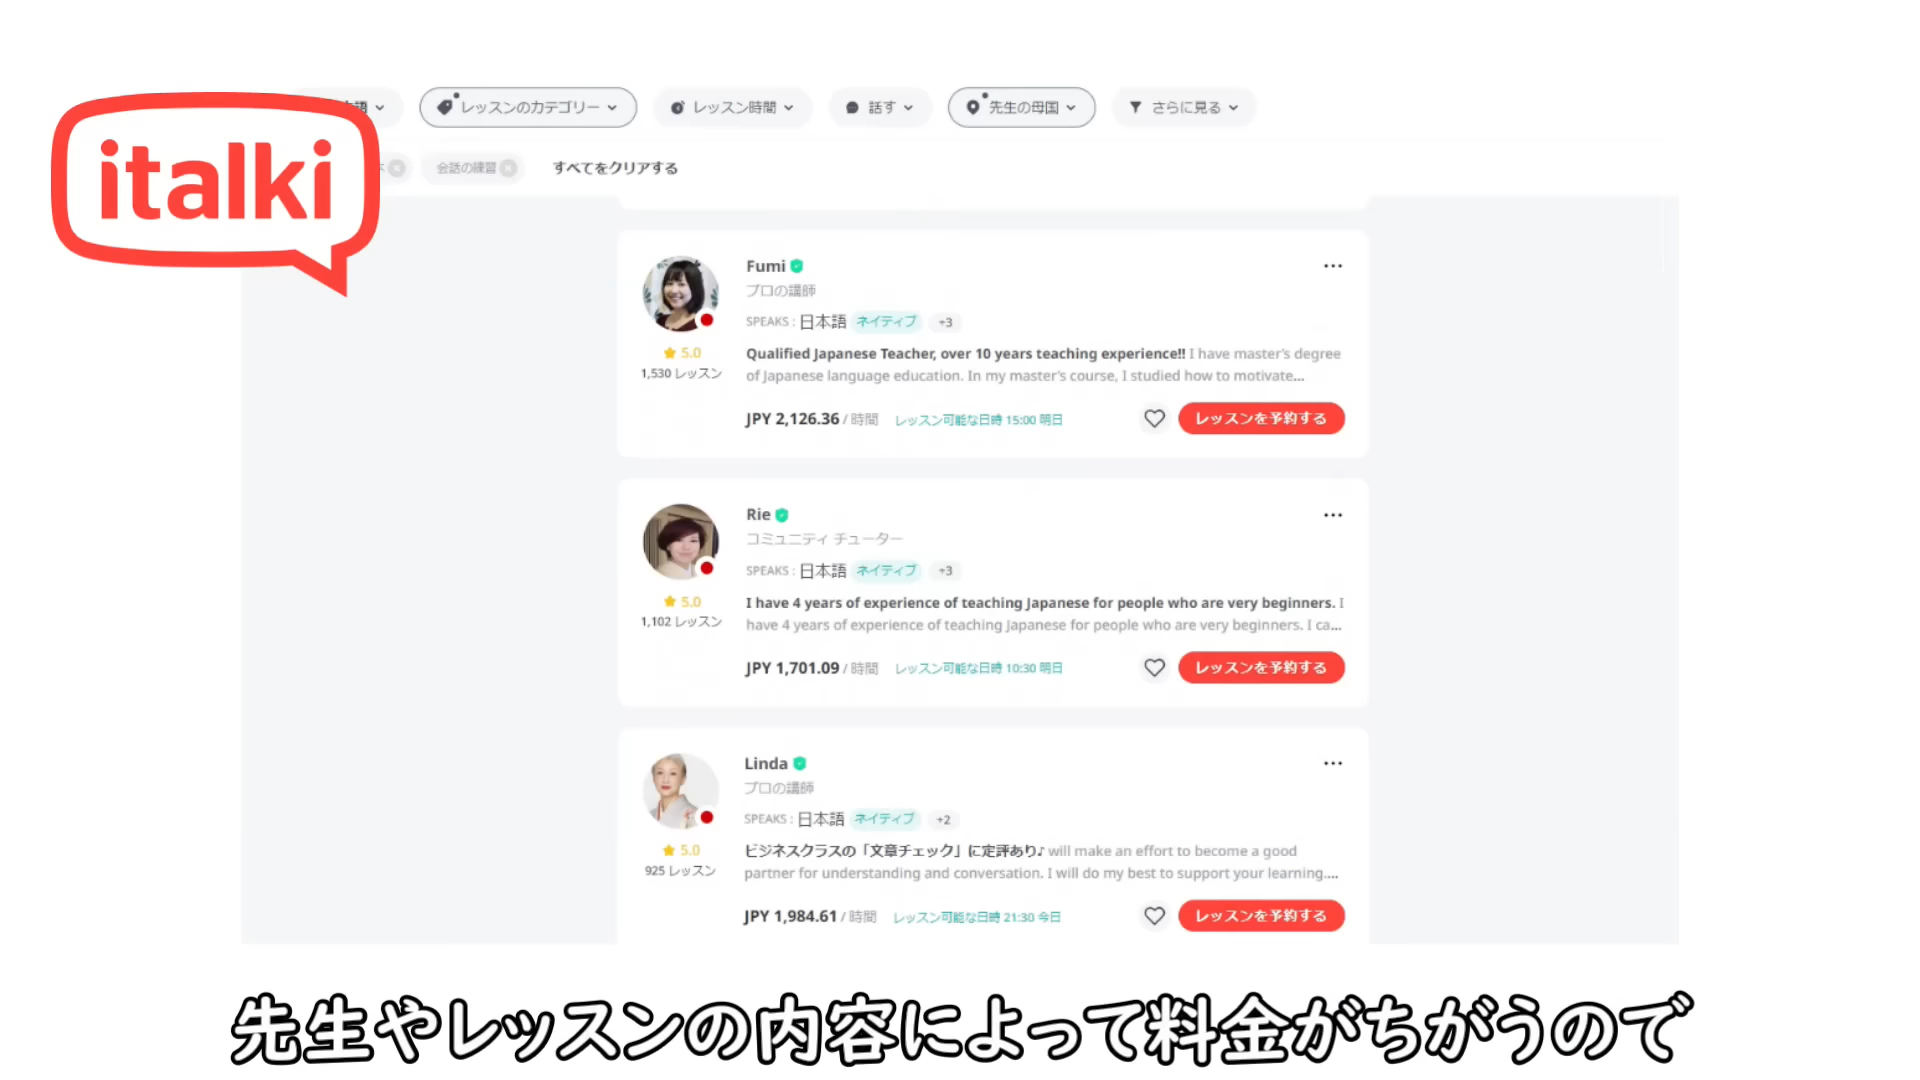 italki
レッスンのカテゴリー
レッスン時間
話す
先生の母国
さらに見る
会話の練習
すべてをクリアする
Fumi
プロの講師
SPEAKS : 日本語 ネイティブ +3
5.0
1,530 レッスン
Qualified Japanese Teacher, over 10 years teaching experience!! I have master's degree
of Japanese language education. In my master's course, I studied how to motivate...
JPY 2,126.36 / 時間 レッスン可能な日時 15:00 明日
レッスンを予約する
Rie
コミュニティ チューター
SPEAKS : 日本語 ネイティブ +3
5.0
1,102 レッスン
I have 4 years of experience of teaching Japanese for people who are very beginners. I
have 4 years of experience of teaching Japanese for people who are very beginners. I ca...
JPY 1,701.09 / 時間 レッスン可能な日時 10:30 明日
レッスンを予約する
Linda
プロの講師
SPEAKS : 日本語 ネイティブ +2
5.0
925 レッスン
ビジネスクラスの「文章チェック」に定評あり♪ will make an effort to become a good
partner for understanding and conversation. I will do my best to support your learning....
JPY 1,984.61 / 時間 レッスン可能な日時 21:30 今日
レッスンを予約する
先生やレッスンの内容によって料金がちがうので